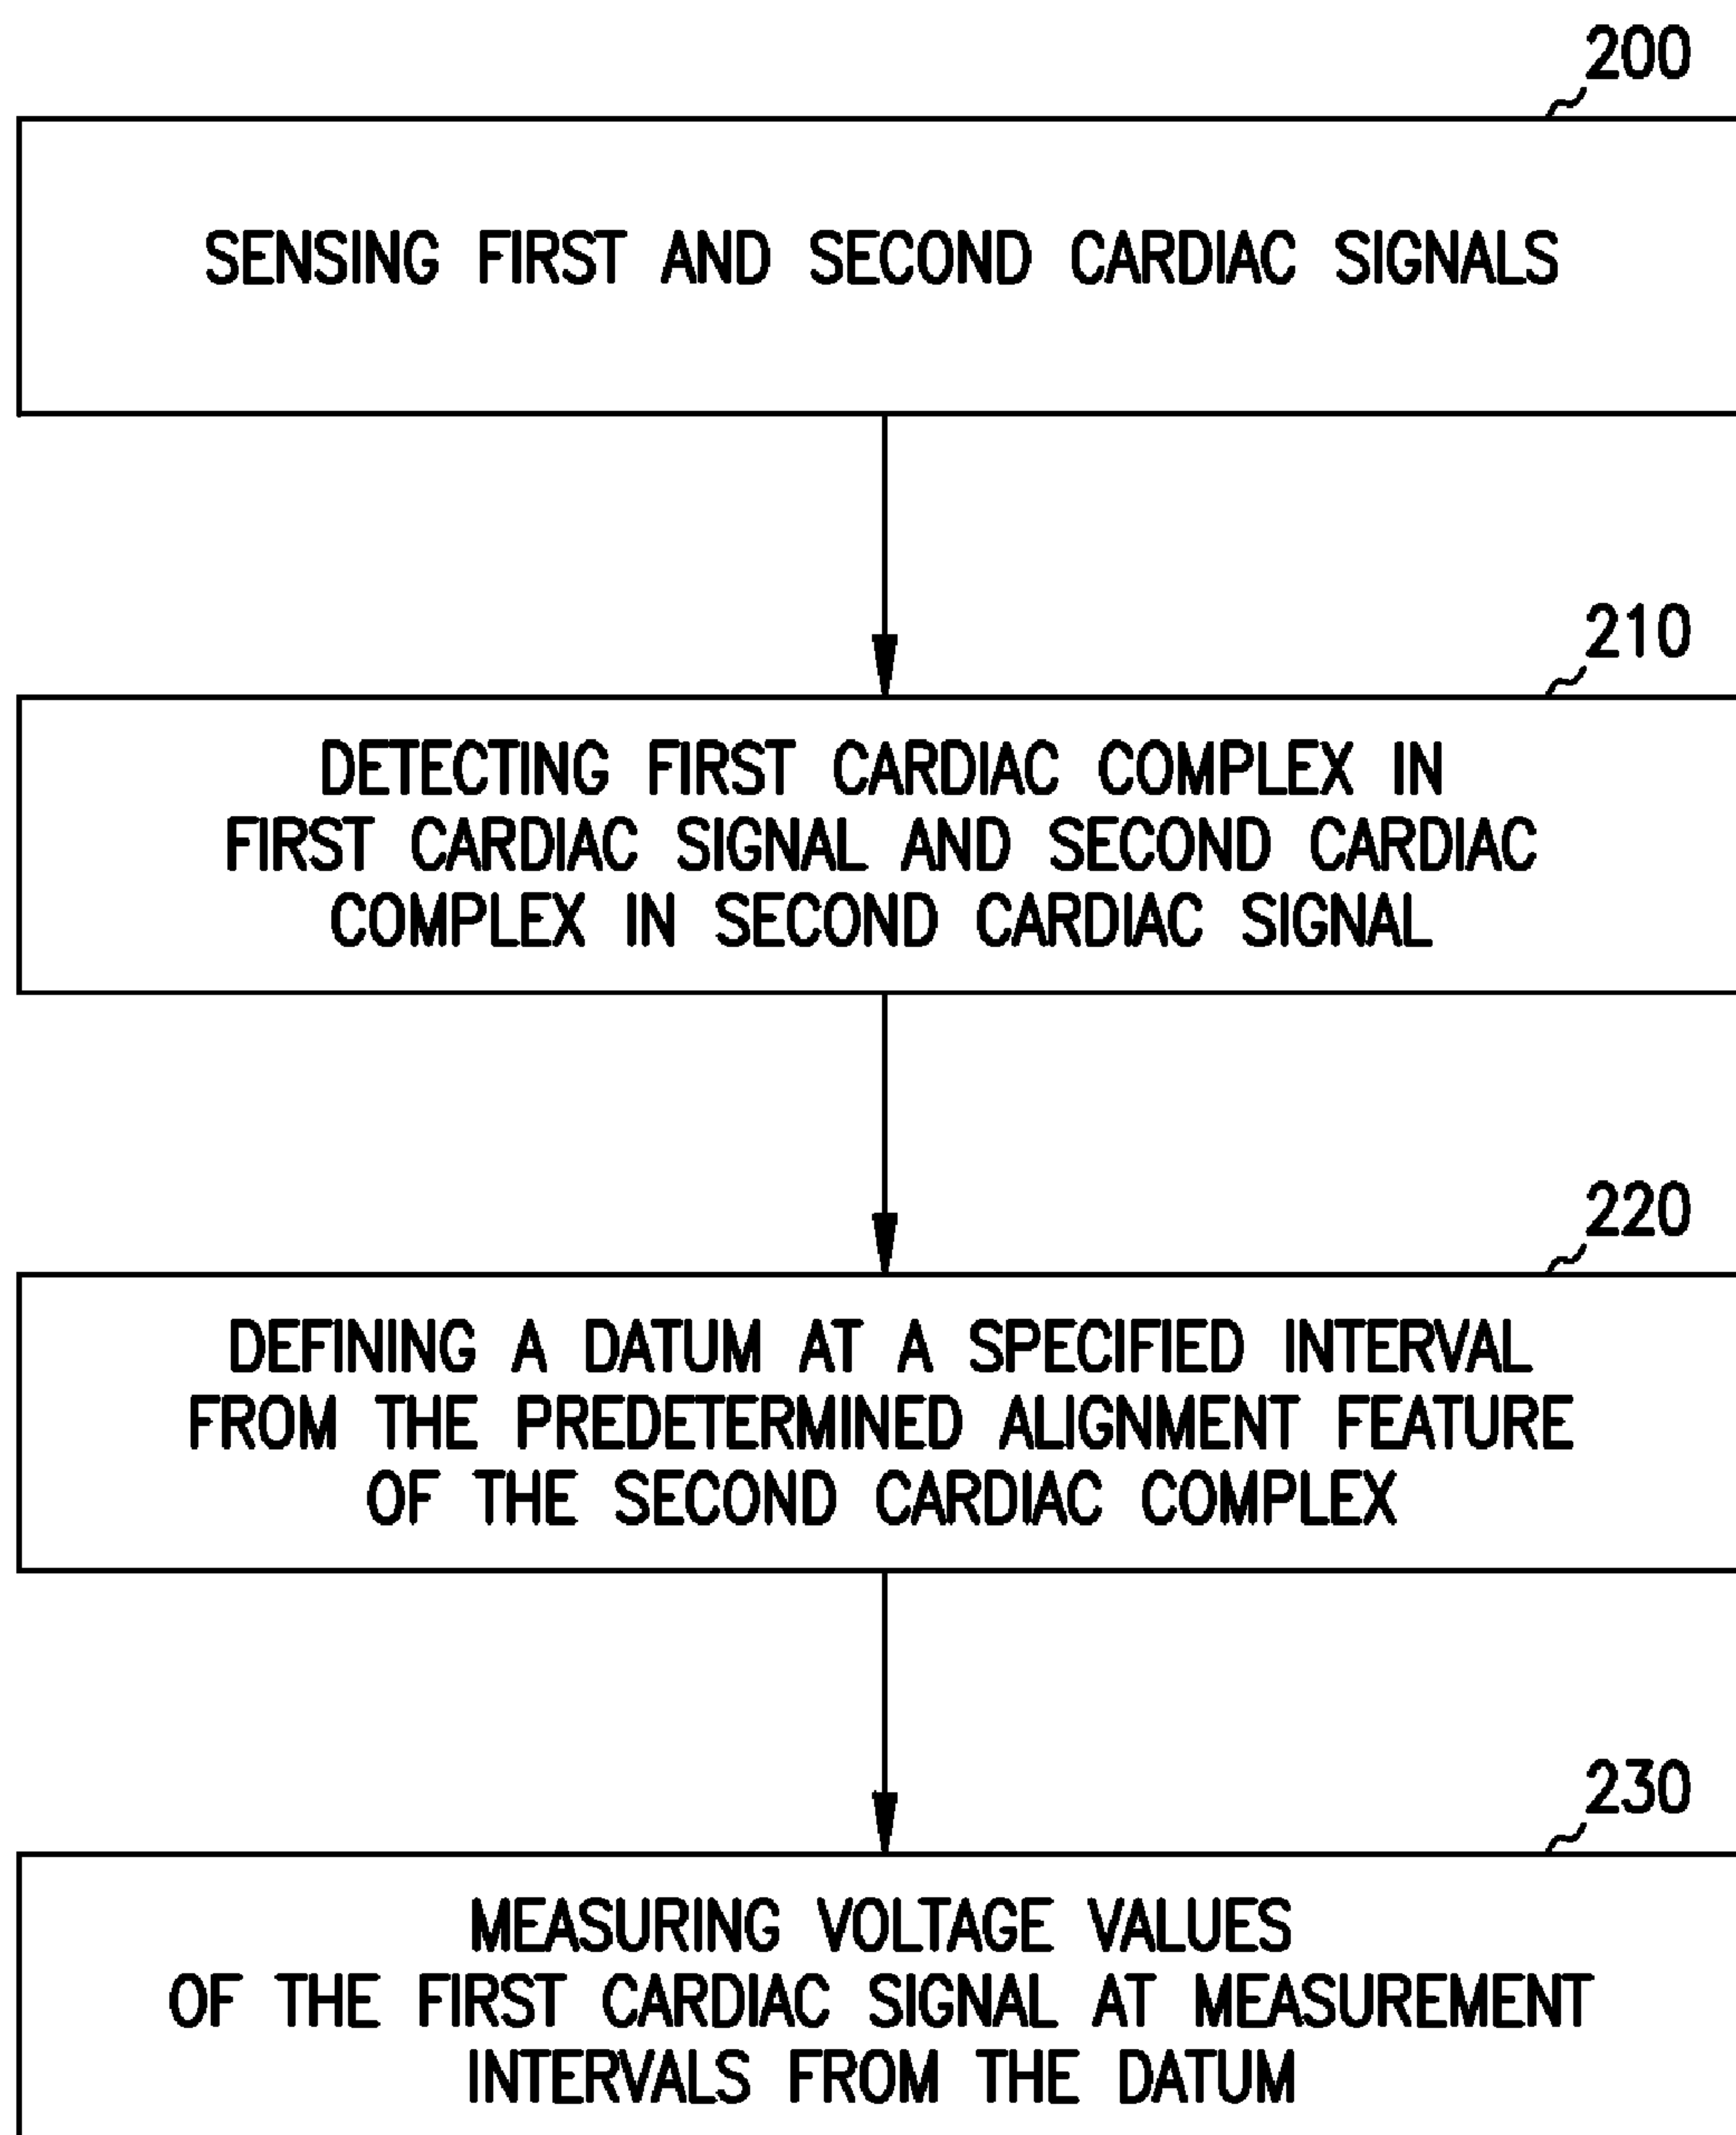 200
SENSING FIRST AND SECOND CARDIAC SIGNALS
210
DETECTING FIRST CARDIAC COMPLEX IN
FIRST CARDIAC SIGNAL AND SECOND CARDIAC
COMPLEX IN SECOND CARDIAC SIGNAL
220
DEFINING A DATUM AT A SPECIFIED INTERVAL
FROM THE PREDETERMINED ALIGNMENT FEATURE
OF THE SECOND CARDIAC COMPLEX
230
MEASURING VOLTAGE VALUES
OF THE FIRST CARDIAC SIGNAL AT MEASUREMENT
INTERVALS FROM THE DATUM